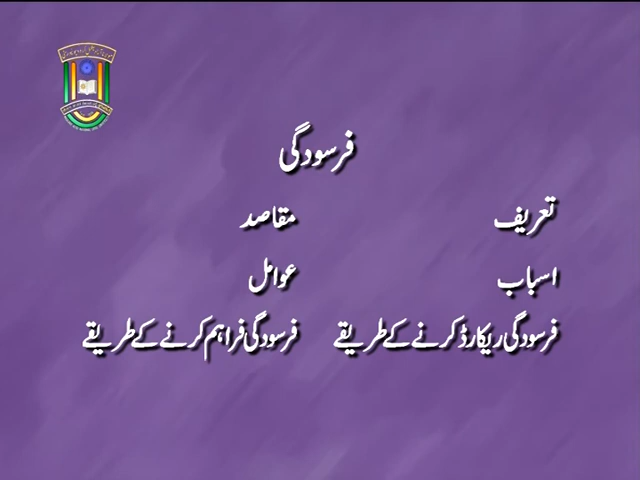 فرسودگی
تعریف مقاصد
اسباب عوامل
فرسودگی ریکارڈ کرنے کے طریقے فرسودگی فراہم کرنے کے طریقے